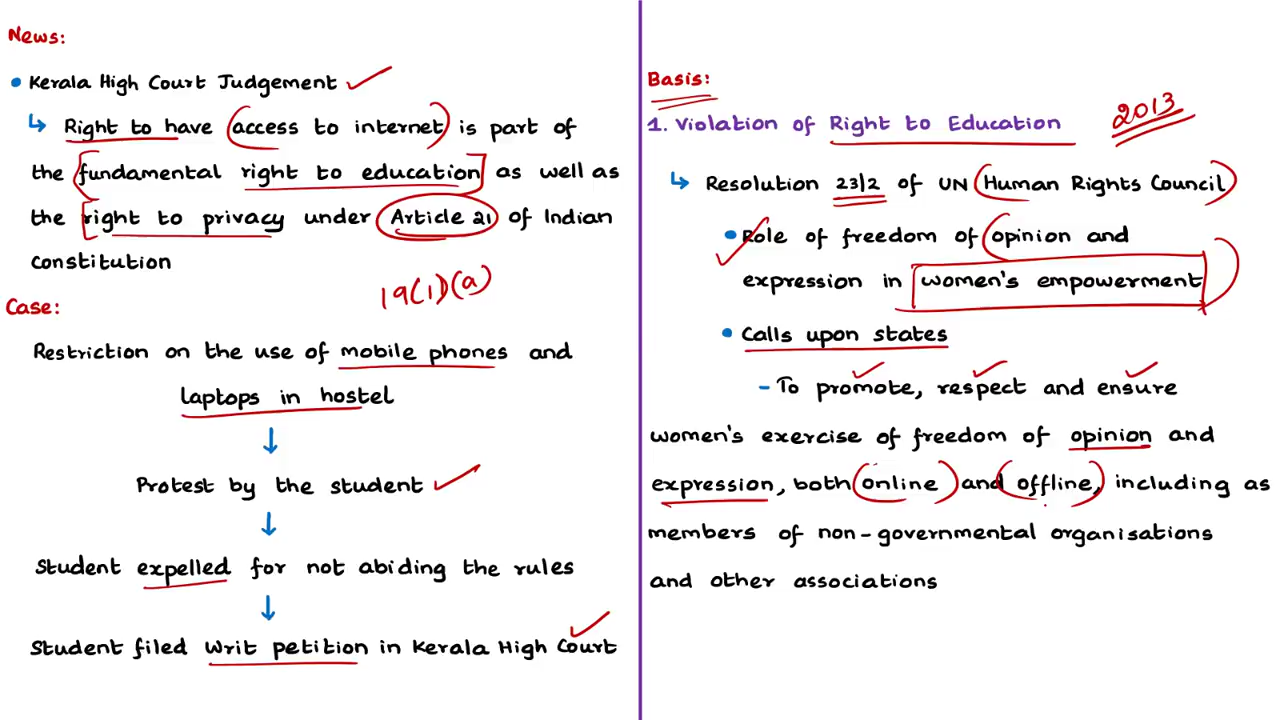 News:
• Kerala High Court Judgement
↳ Right to have access to internet is part of
the fundamental right to education as well as
the right to privacy under Article 21 of Indian
constitution
19(1)(a)
Case:
Restriction on the use of mobile phones and
laptops in hostel
↓
Protest by the student
↓
Student expelled for not abiding the rules
↓
Student filed writ petition in Kerala High Court
Basis:
2013
1. Violation of Right to Education
↳ Resolution 23/2 of UN Human Rights Council
• Role of freedom of opinion and
expression in women's empowerment
• Calls upon states
- To promote, respect and ensure
women's exercise of freedom of opinion and
expression, both online and offline, including as
members of non-governmental organisations
and other associations